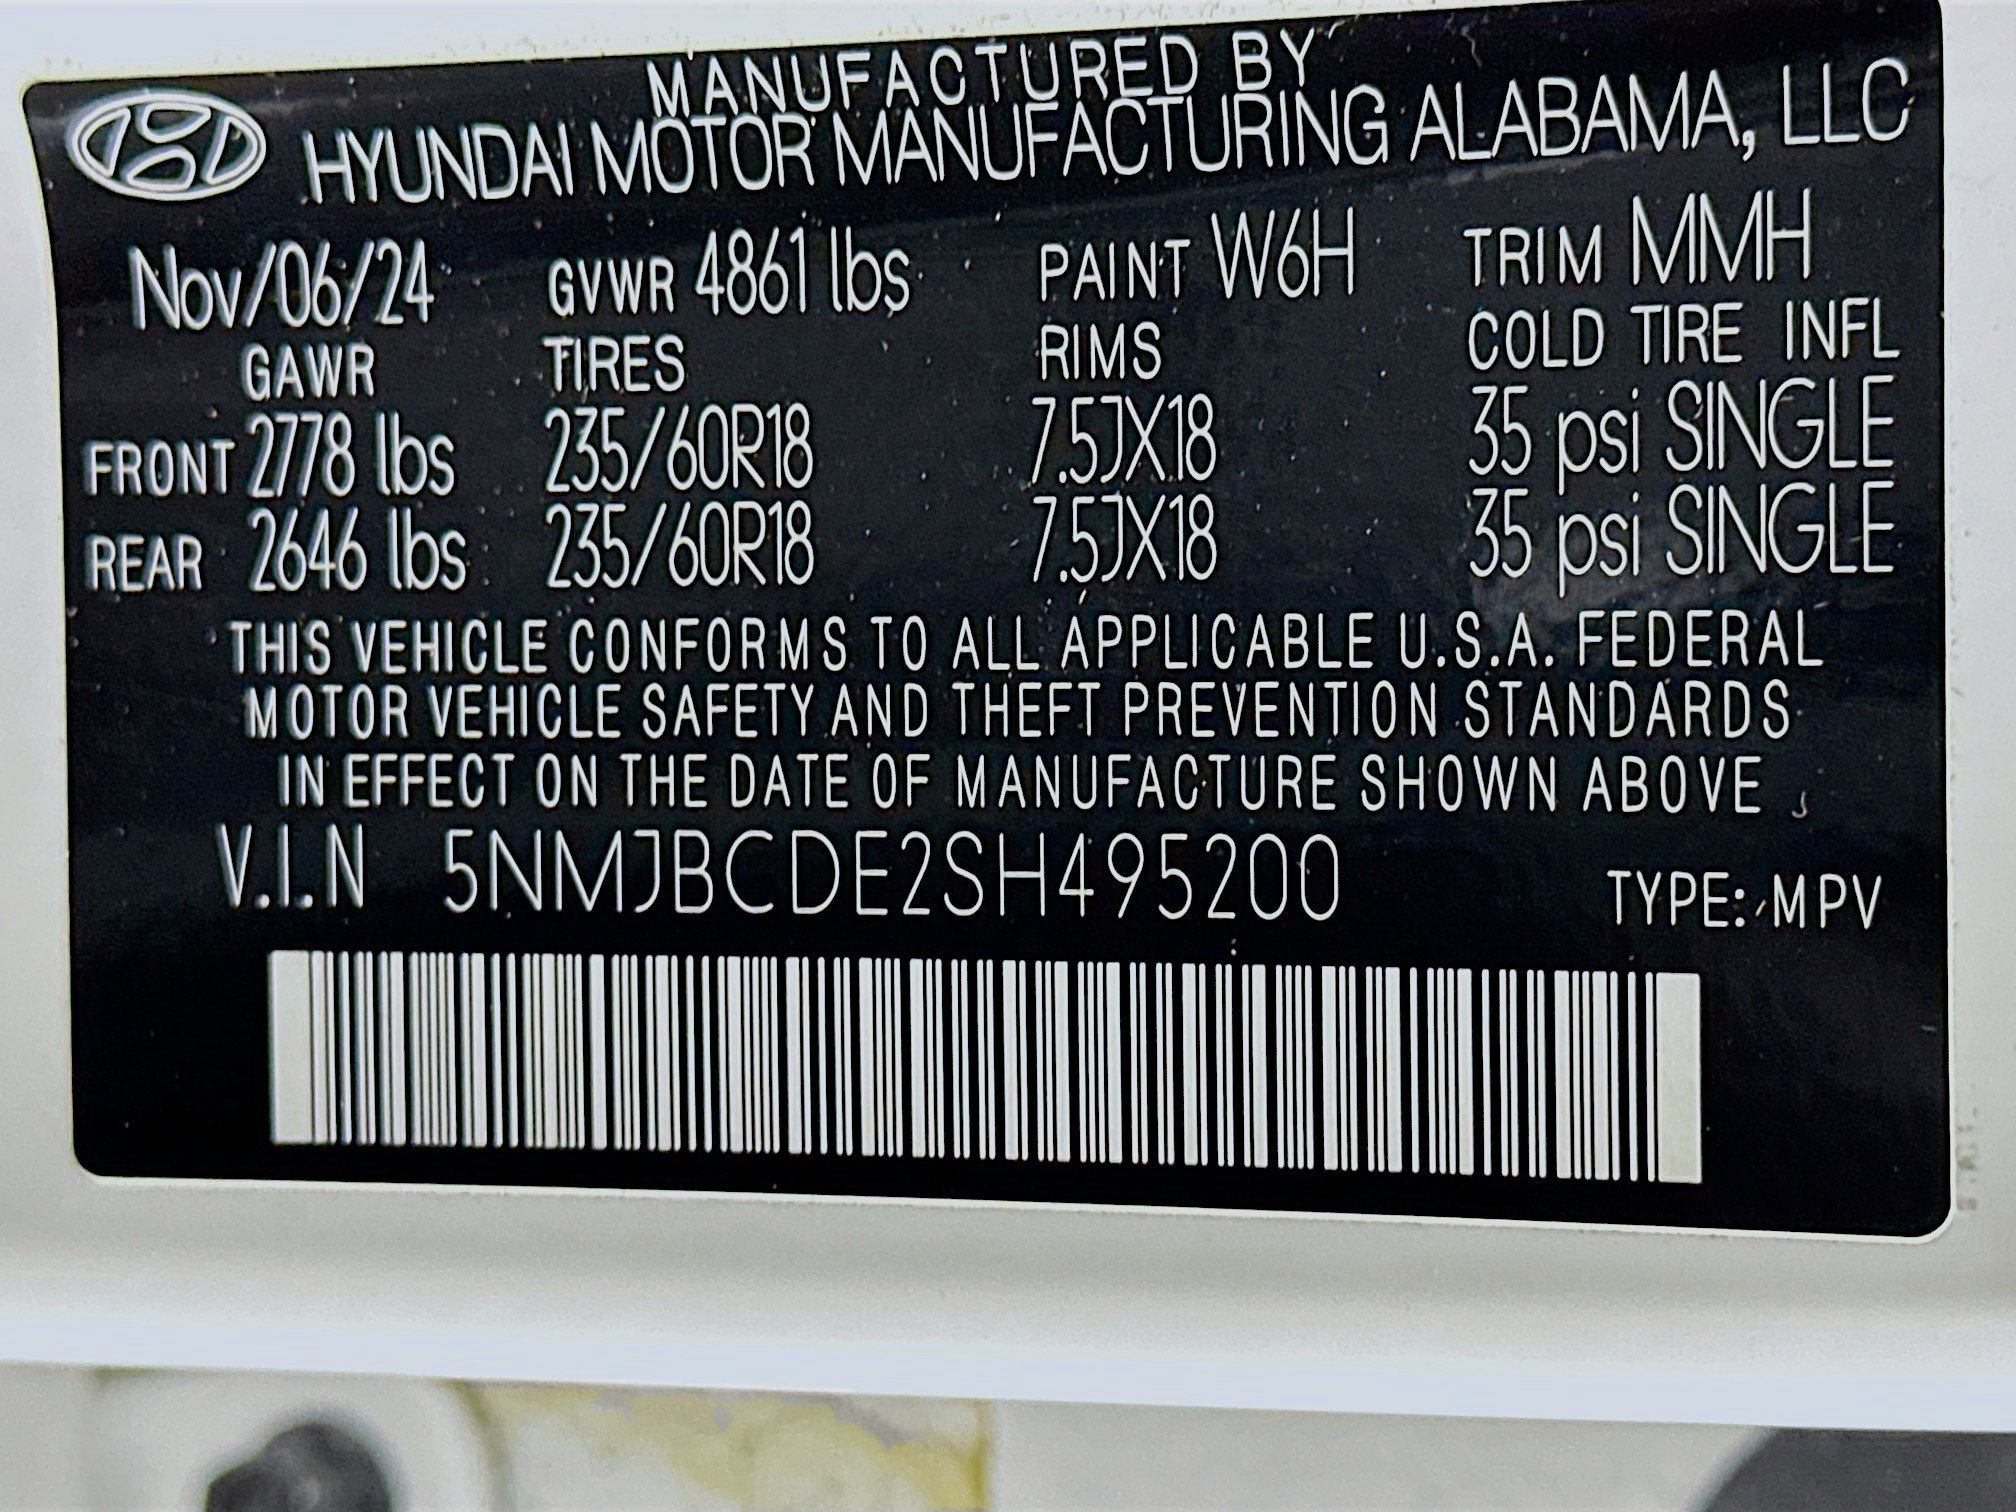 MANUFACTURED BY
HYUNDAI MOTOR MANUFACTURING ALABAMA, LLC
Nov/06/24 GVWR 4861 lbs PAINT W6H TRIM MMH
GAWR TIRES RIMS COLD TIRE INFL
FRONT 2778 lbs 235/60R18 7.5JX18 35 psi SINGLE
REAR 2646 lbs 235/60R18 7.5JX18 35 psi SINGLE
THIS VEHICLE CONFORMS TO ALL APPLICABLE U.S.A. FEDERAL
MOTOR VEHICLE SAFETY AND THEFT PREVENTION STANDARDS
IN EFFECT ON THE DATE OF MANUFACTURE SHOWN ABOVE
V.I.N 5NMJBCDE2SH495200 TYPE: MPV